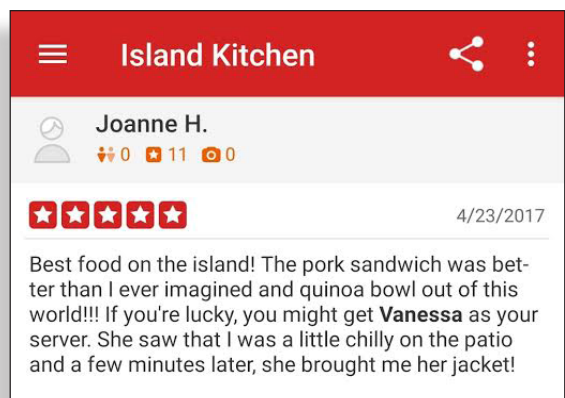 Island Kitchen
Joanne H.
0 11 0
4/23/2017
Best food on the island! The pork sandwich was bet-
ter than I ever imagined and quinoa bowl out of this
world!!! If you're lucky, you might get Vanessa as your
server. She saw that I was a little chilly on the patio
and a few minutes later, she brought me her jacket!